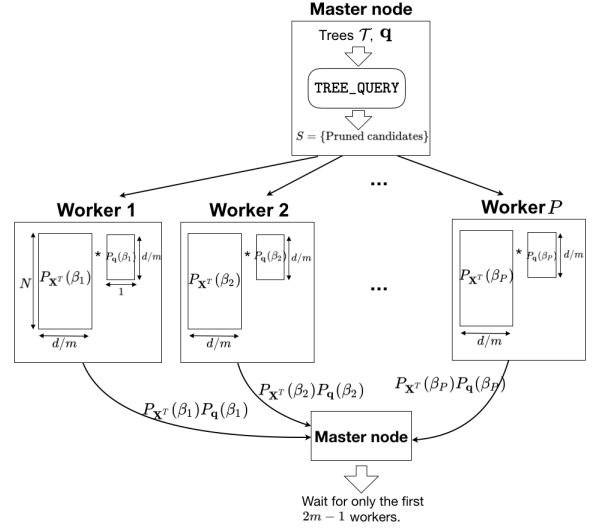 Master node
Trees 𝒯, q
TREE_QUERY
S = {Pruned candidates}
...
Worker 1
Worker 2
Worker P
N
P_{X^T}(β_1)
*
P_q(β_1)
d/m
1
d/m
P_{X^T}(β_2)
*
P_q(β_2)
d/m
d/m
...
P_{X^T}(β_P)
*
P_q(β_P)
d/m
d/m
P_{X^T}(β_1)P_q(β_1)
P_{X^T}(β_2)P_q(β_2)
P_{X^T}(β_P)P_q(β_P)
Master node
Wait for only the first
2m − 1 workers.